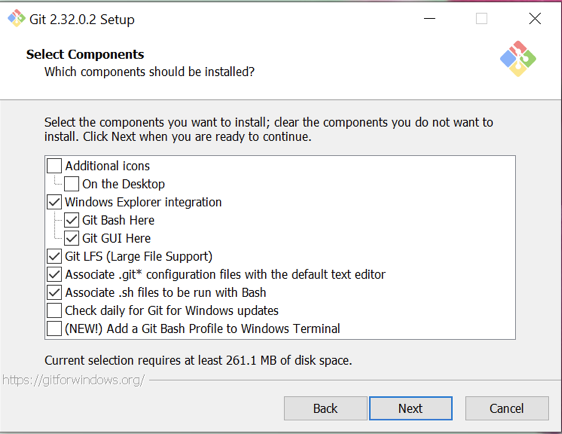 Git 2.32.0.2 Setup
Select Components
Which components should be installed?
Select the components you want to install; clear the components you do not want to
install. Click Next when you are ready to continue.
Additional icons
On the Desktop
Windows Explorer integration
Git Bash Here
Git GUI Here
Git LFS (Large File Support)
Associate .git* configuration files with the default text editor
Associate .sh files to be run with Bash
Check daily for Git for Windows updates
(NEW!) Add a Git Bash Profile to Windows Terminal
Current selection requires at least 261.1 MB of disk space.
https://gitforwindows.org/
Back Next Cancel